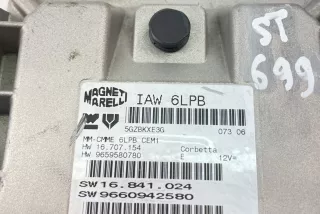 ST
699
MAGNETI
MARELLI
IAW 6LPB
5GZBKXE3G
073 06
MM-CMME 6LPB CEM1
HW 16.707.154 Corbetta
HW 9659580780 E 12V=
SW16.841.024
SW9660942580